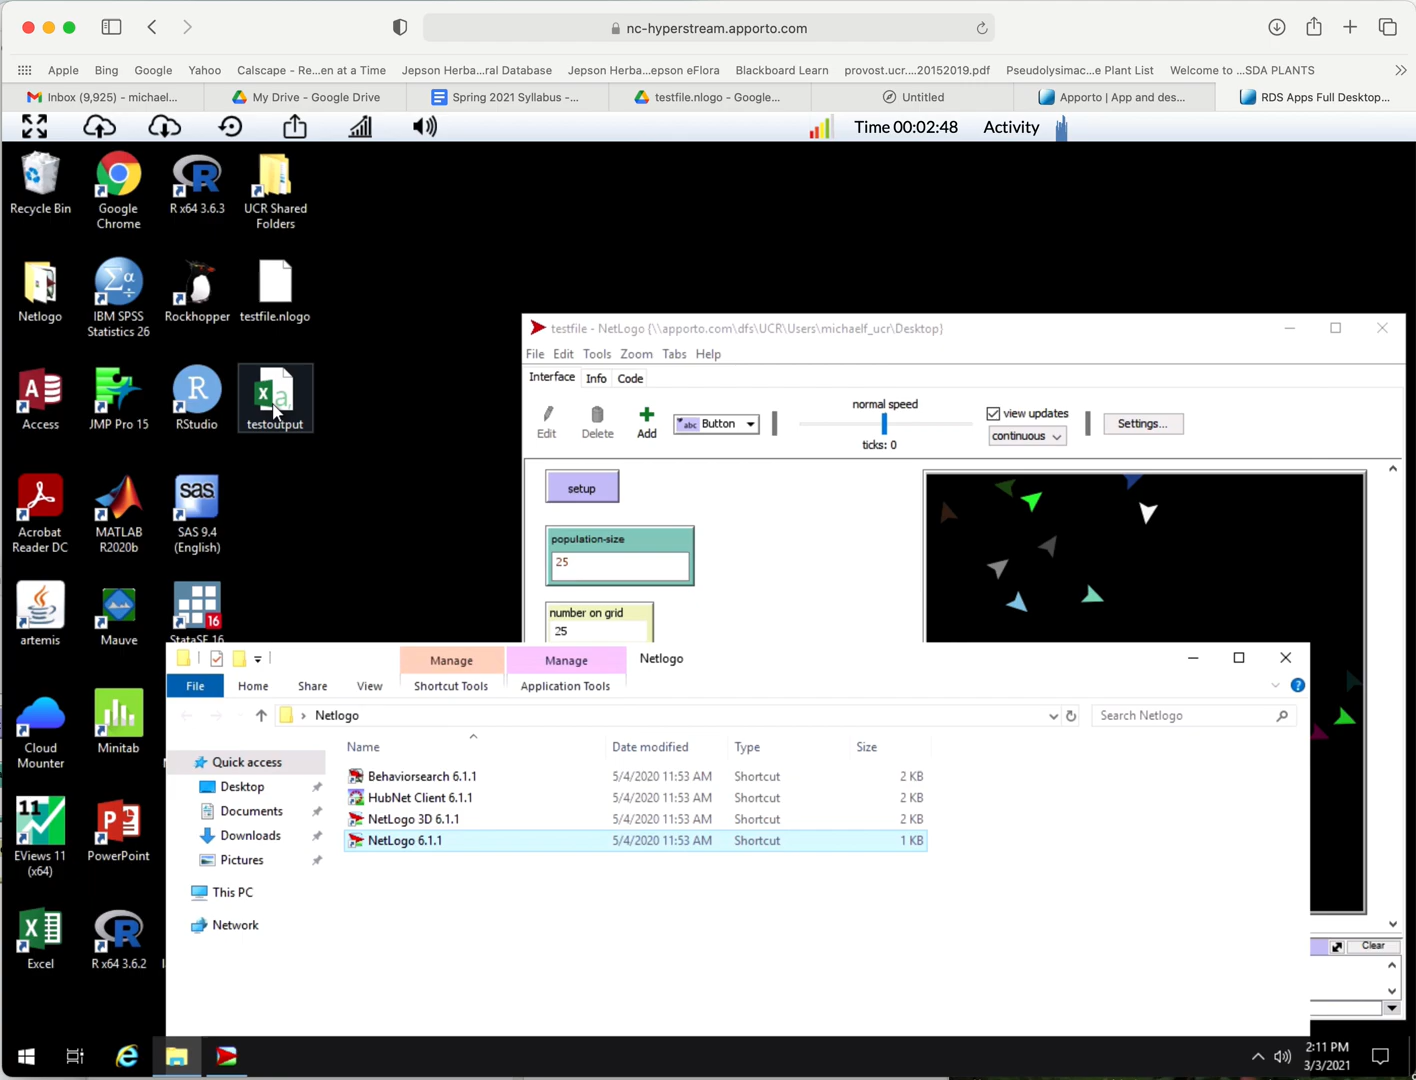 nc-hyperstream.apporto.com
Apple Bing Google Yahoo Calscape - Re...en at a Time Jepson Herba...ral Database Jepson Herba...epson eFlora Blackboard Learn provost.ucr....20152019.pdf Pseudolysimac...e Plant List Welcome to ...SDA PLANTS
Inbox (9,925) - michael... My Drive - Google Drive Spring 2021 Syllabus -... testfile.nlogo - Google... Untitled Apporto | App and des... RDS Apps Full Desktop...
Time 00:02:48 Activity
Recycle Bin
Google
Chrome
R x64 3.6.3
UCR Shared
Folders
Netlogo
IBM SPSS
Statistics 26
Rockhopper
testfile.nlogo
Access
JMP Pro 15
RStudio
testoutput
Acrobat
Reader DC
MATLAB
R2020b
sas
SAS 9.4
(English)
artemis
Mauve
16
StataSE 16
Cloud
Mounter
Minitab
11
EViews 11
(x64)
PowerPoint
Excel
R x64 3.6.2
testfile - NetLogo {\\apporto.com\dfs\UCR\Users\michaelf_ucr\Desktop}
File Edit Tools Zoom Tabs Help
Interface Info Code
Edit Delete Add abc Button
normal speed
ticks: 0
view updates
continuous
Settings...
setup
population-size
25
number on grid
25
Clear
Manage Manage Netlogo
File Home Share View Shortcut Tools Application Tools
Netlogo
Search Netlogo
Quick access
Desktop
Documents
Downloads
Pictures
This PC
Network
Name Date modified Type Size
Behaviorsearch 6.1.1 5/4/2020 11:53 AM Shortcut 2 KB
HubNet Client 6.1.1 5/4/2020 11:53 AM Shortcut 2 KB
NetLogo 3D 6.1.1 5/4/2020 11:53 AM Shortcut 2 KB
NetLogo 6.1.1 5/4/2020 11:53 AM Shortcut 1 KB
2:11 PM
3/3/2021